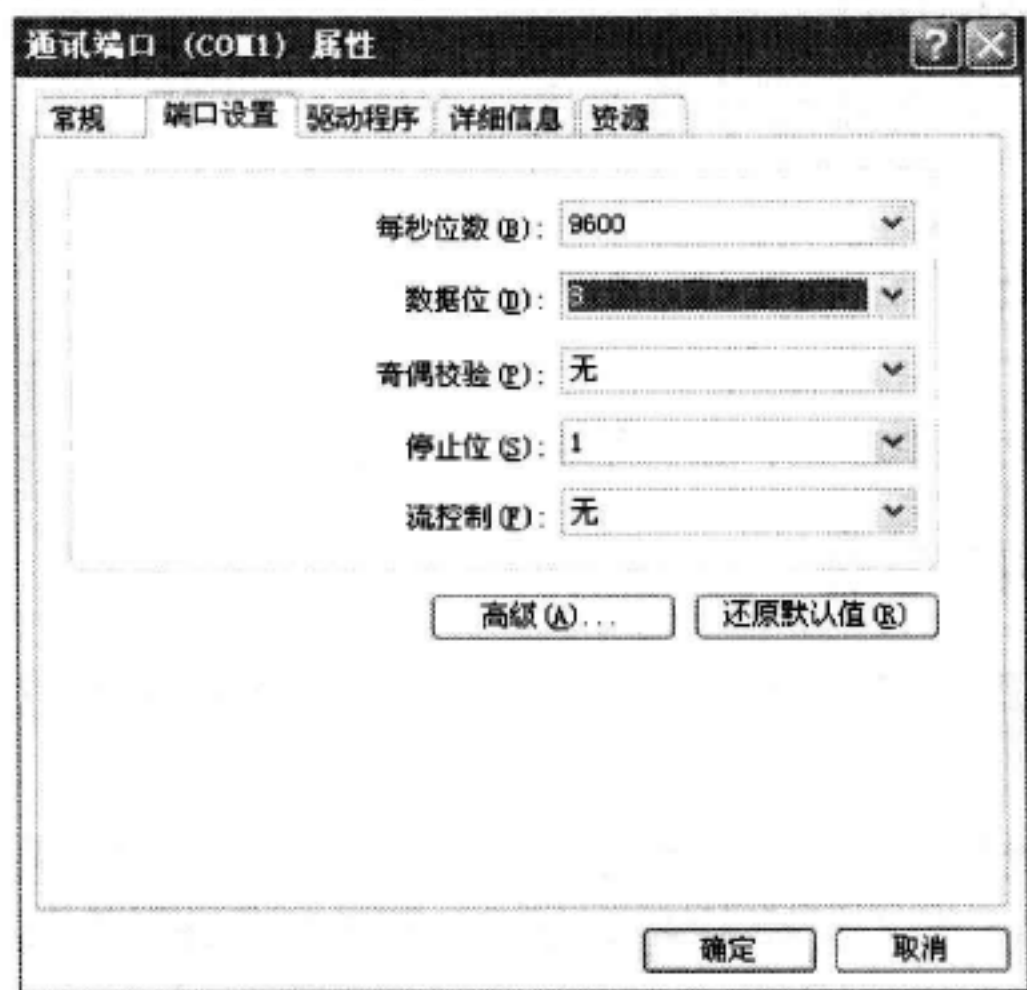 通讯端口 (COM1) 属性
常规 端口设置 驱动程序 详细信息 资源
每秒位数(B): 9600
数据位(D):
奇偶校验(P): 无
停止位(S): 1
流控制(F): 无
高级(A)... 还原默认值(R)
确定 取消